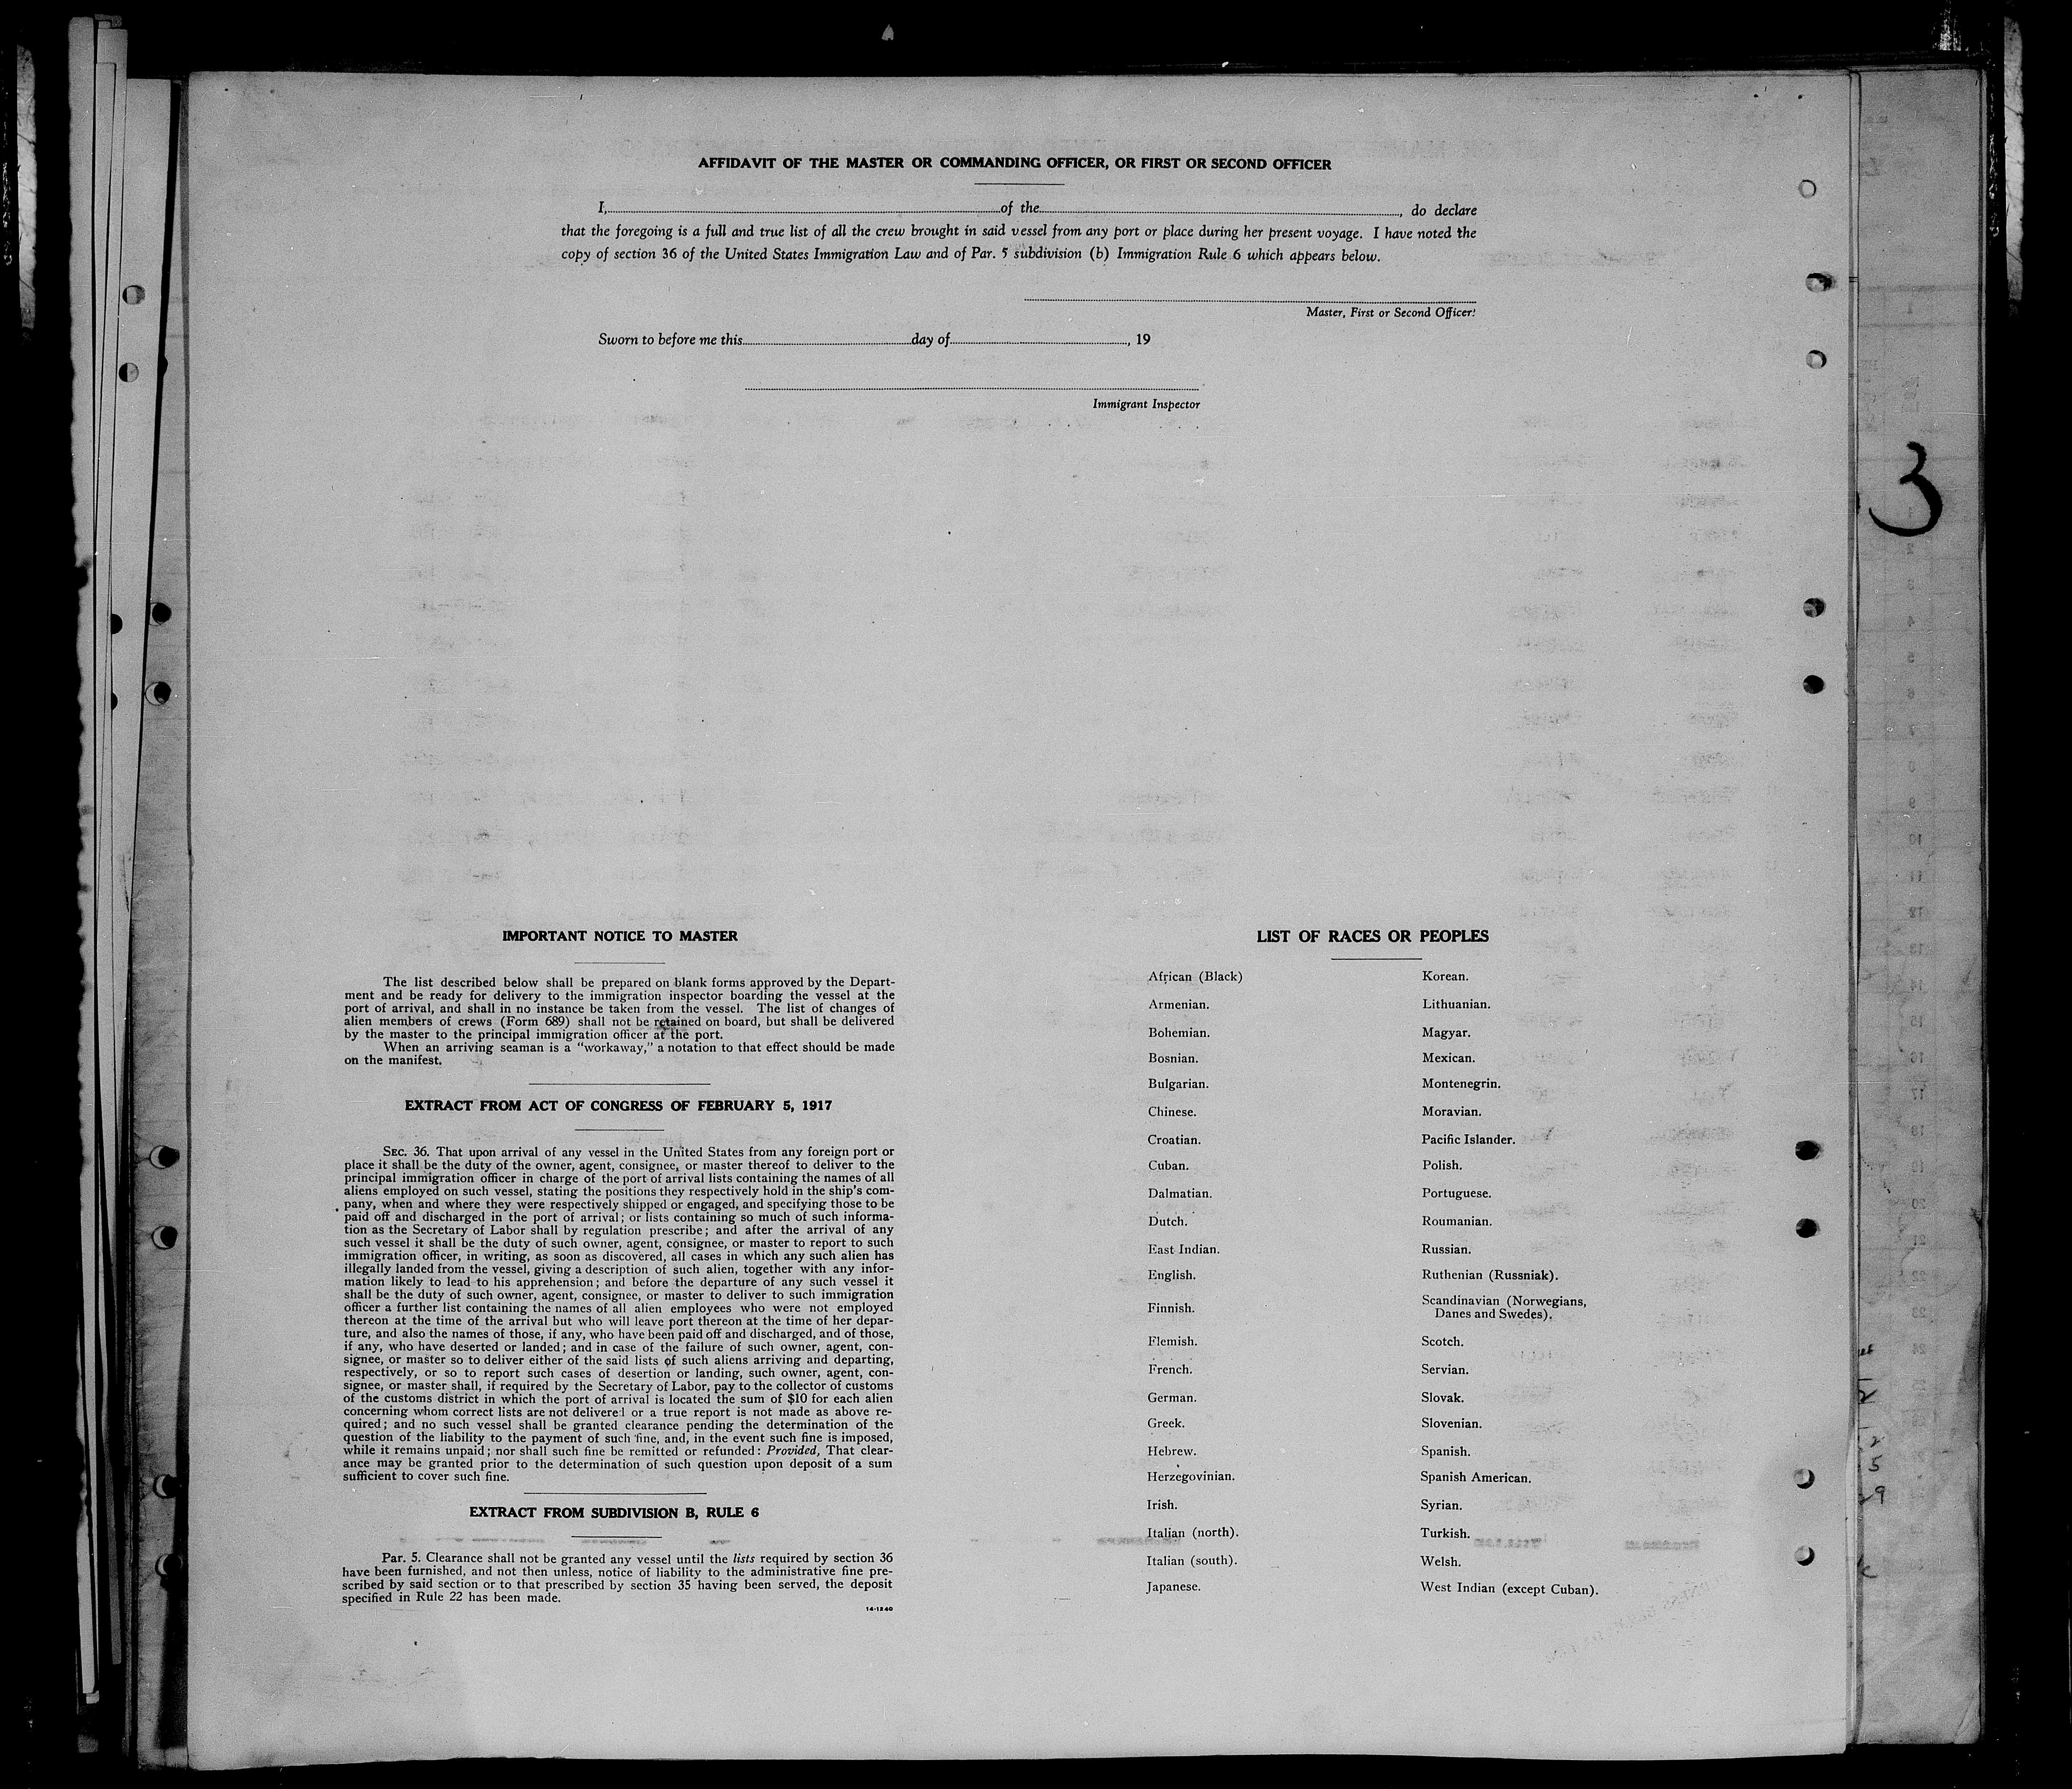 AFFIDAVIT OF THE MASTER OR COMMANDING OFFICER, OR FIRST OR SECOND OFFICER
I, of the , do declare
that the foregoing is a full and true list of all the crew brought in said vessel from any port or place during her present voyage. I have noted the
copy of section 36 of the United States Immigration Law and of Par. 5 subdivision (b) Immigration Rule 6 which appears below.
Master, First or Second Officer.
Sworn to before me this day of , 19
Immigrant Inspector
3
IMPORTANT NOTICE TO MASTER
The list described below shall be prepared on blank forms approved by the Depart-
ment and be ready for delivery to the immigration inspector boarding the vessel at the
port of arrival, and shall in no instance be taken from the vessel. The list of changes of
alien members of crews (Form 689) shall not be retained on board, but shall be delivered
by the master to the principal immigration officer at the port.
When an arriving seaman is a "workaway," a notation to that effect should be made
on the manifest.
EXTRACT FROM ACT OF CONGRESS OF FEBRUARY 5, 1917
SEC. 36. That upon arrival of any vessel in the United States from any foreign port or
place it shall be the duty of the owner, agent, consignee, or master thereof to deliver to the
principal immigration officer in charge of the port of arrival lists containing the names of all
aliens employed on such vessel, stating the positions they respectively hold in the ship's com-
pany, when and where they were respectively shipped or engaged, and specifying those to be
paid off and discharged in the port of arrival; or lists containing so much of such informa-
tion as the Secretary of Labor shall by regulation prescribe; and after the arrival of any
such vessel it shall be the duty of such owner, agent, consignee, or master to report to such
immigration officer, in writing, as soon as discovered, all cases in which any such alien has
illegally landed from the vessel, giving a description of such alien, together with any infor-
mation likely to lead to his apprehension; and before the departure of any such vessel it
shall be the duty of such owner, agent, consignee, or master to deliver to such immigration
officer a further list containing the names of all alien employees who were not employed
thereon at the time of the arrival but who will leave port thereon at the time of her depar-
ture, and also the names of those, if any, who have been paid off and discharged, and of those,
if any, who have deserted or landed; and in case of the failure of such owner, agent, con-
signee, or master so to deliver either of the said lists of such aliens arriving and departing,
respectively, or so to report such cases of desertion or landing, such owner, agent, con-
signee, or master shall, if required by the Secretary of Labor, pay to the collector of customs
of the customs district in which the port of arrival is located the sum of $10 for each alien
concerning whom correct lists are not delivered or a true report is not made as above re-
quired; and no such vessel shall be granted clearance pending the determination of the
question of the liability to the payment of such fine, and, in the event such fine is imposed,
while it remains unpaid; nor shall such fine be remitted or refunded: Provided, That clear-
ance may be granted prior to the determination of such question upon deposit of a sum
sufficient to cover such fine.
EXTRACT FROM SUBDIVISION B, RULE 6
Par. 5. Clearance shall not be granted any vessel until the lists required by section 36
have been furnished, and not then unless, notice of liability to the administrative fine pre-
scribed by said section or to that prescribed by section 35 having been served, the deposit
specified in Rule 22 has been made.
14-1240
LIST OF RACES OR PEOPLES
African (Black)
Armenian.
Bohemian.
Bosnian.
Bulgarian.
Chinese.
Croatian.
Cuban.
Dalmatian.
Dutch.
East Indian.
English.
Finnish.
Flemish.
French.
German.
Greek.
Hebrew.
Herzegovinian.
Irish.
Italian (north).
Italian (south).
Japanese.
Korean.
Lithuanian.
Magyar.
Mexican.
Montenegrin.
Moravian.
Pacific Islander.
Polish.
Portuguese.
Roumanian.
Russian.
Ruthenian (Russniak).
Scandinavian (Norwegians,
Danes and Swedes).
Scotch.
Servian.
Slovak.
Slovenian.
Spanish.
Spanish American.
Syrian.
Turkish.
Welsh.
West Indian (except Cuban).